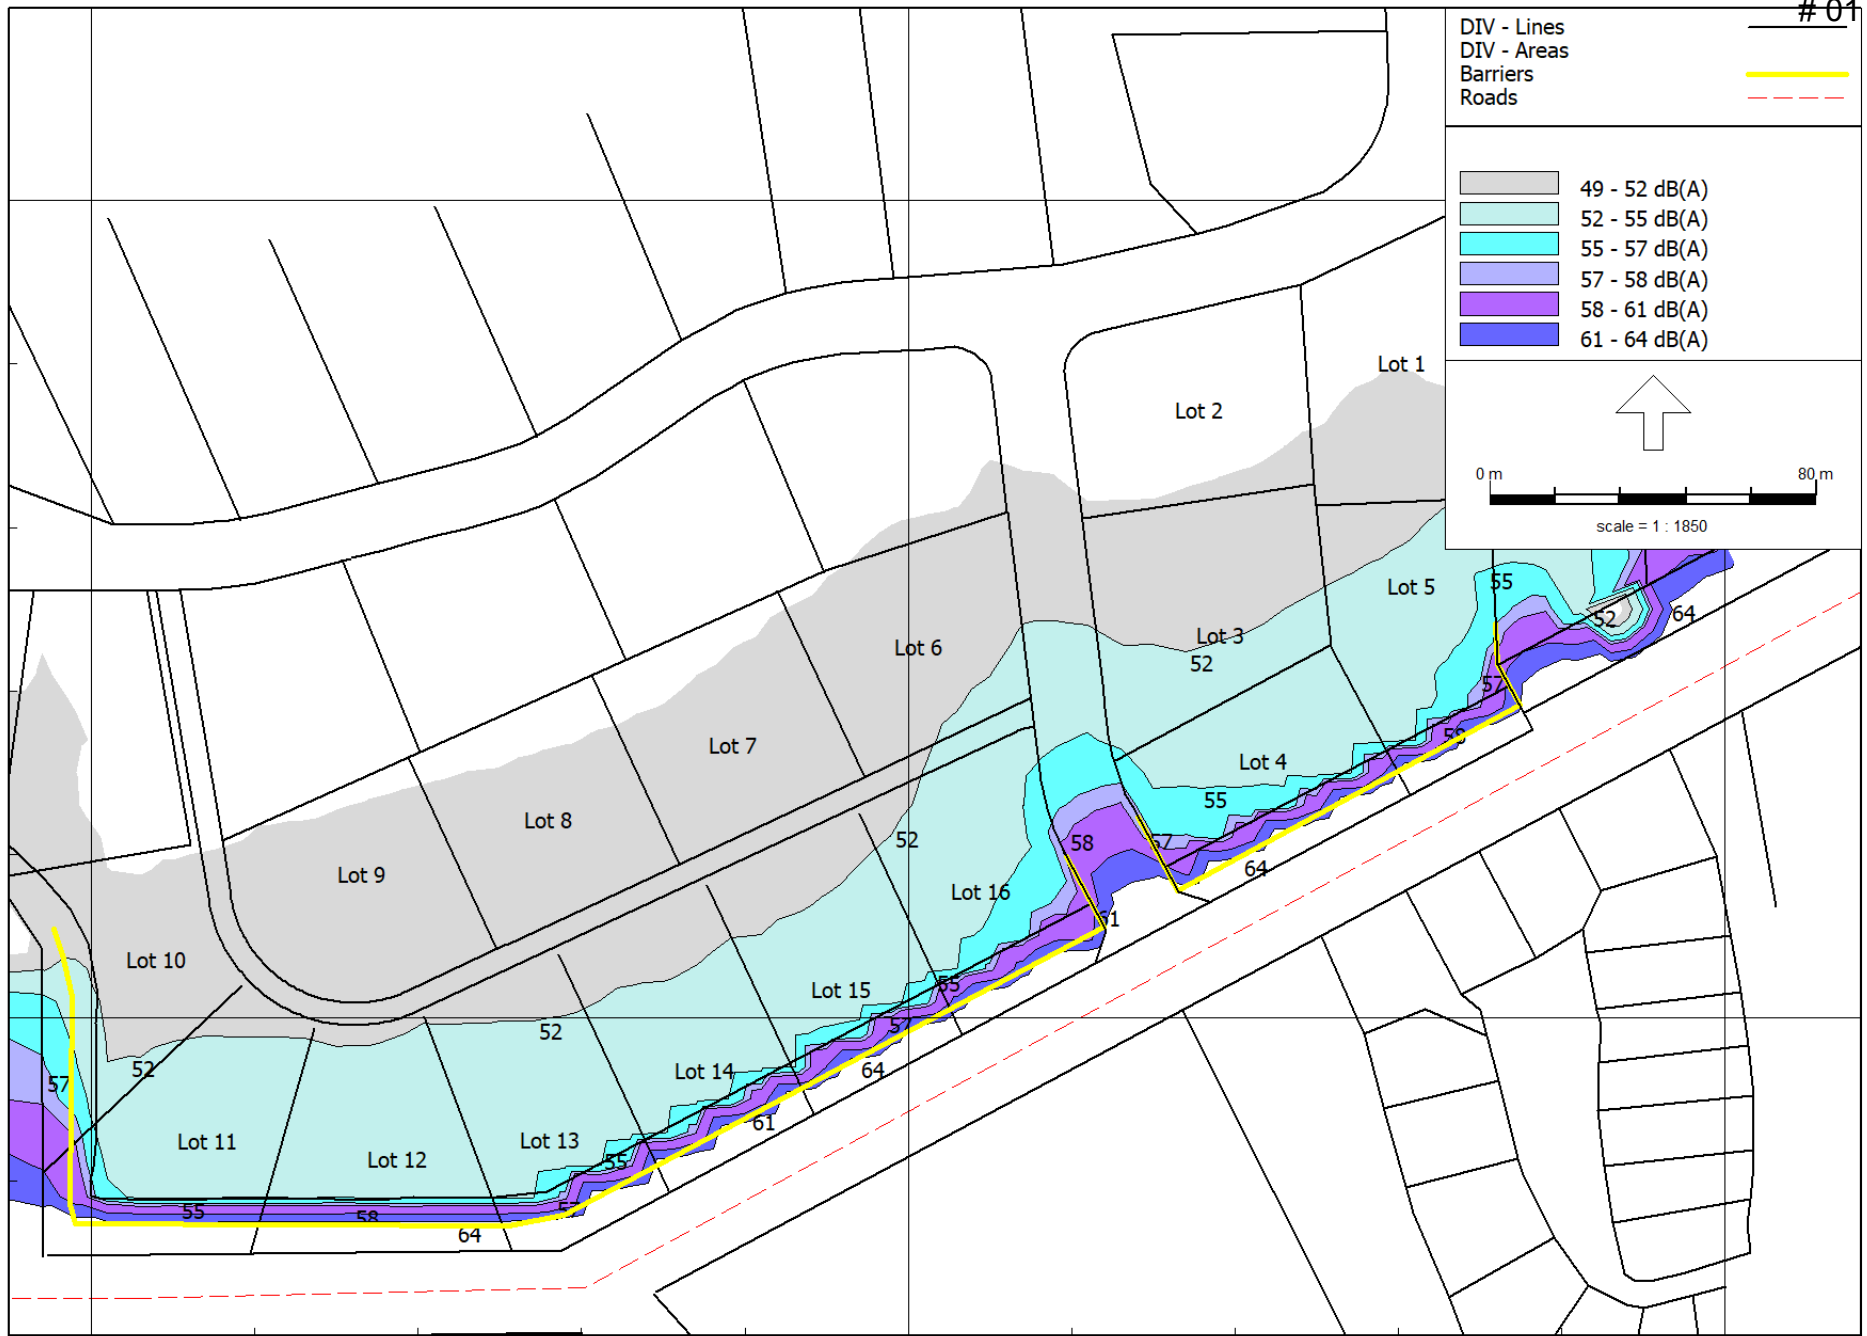 # 01
DIV - Lines
DIV - Areas
Barriers
Roads
49 - 52 dB(A)
52 - 55 dB(A)
55 - 57 dB(A)
57 - 58 dB(A)
58 - 61 dB(A)
61 - 64 dB(A)
0 m 80 m
scale = 1 : 1850
Lot 1
Lot 2
Lot 5
55
52
64
Lot 3
52
Lot 6
57
Lot 7
58
Lot 4
55
Lot 8
52
58
57
64
Lot 9
Lot 16
61
Lot 10
55
Lot 15
57
52
52
57
Lot 14
64
61
Lot 11
Lot 13
Lot 12
55
55
58
57
64